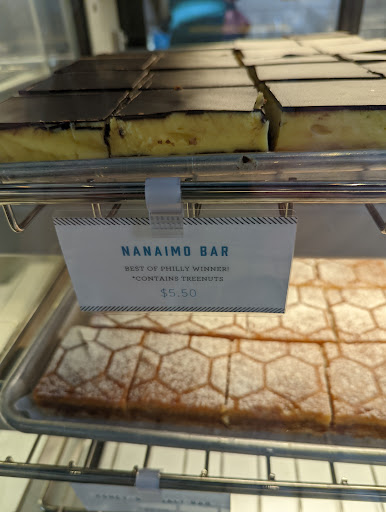 NANAIMO BAR
BEST OF PHILLY WINNER!
*CONTAINS TREENUTS
$5.50